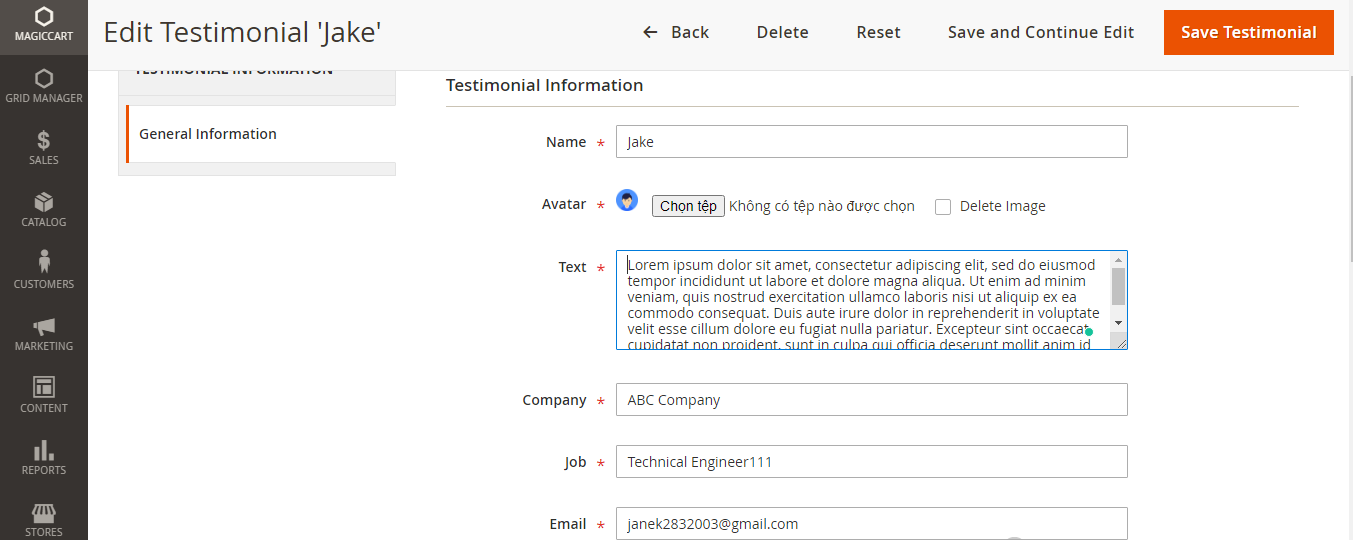 MAGICCART
GRID MANAGER
SALES
CATALOG
CUSTOMERS
MARKETING
CONTENT
REPORTS
STORES
Edit Testimonial 'Jake'
Back
Delete
Reset
Save and Continue Edit
Save Testimonial
TESTIMONIAL INFORMATION
General Information
Testimonial Information
Name *
Jake
Avatar *
Chọn tệp Không có tệp nào được chọn
Delete Image
Text *
Lorem ipsum dolor sit amet, consectetur adipiscing elit, sed do eiusmod
tempor incididunt ut labore et dolore magna aliqua. Ut enim ad minim
veniam, quis nostrud exercitation ullamco laboris nisi ut aliquip ex ea
commodo consequat. Duis aute irure dolor in reprehenderit in voluptate
velit esse cillum dolore eu fugiat nulla pariatur. Excepteur sint occaecat
cupidatat non proident, sunt in culpa qui officia deserunt mollit anim id
Company *
ABC Company
Job *
Technical Engineer111
Email *
janek2832003@gmail.com